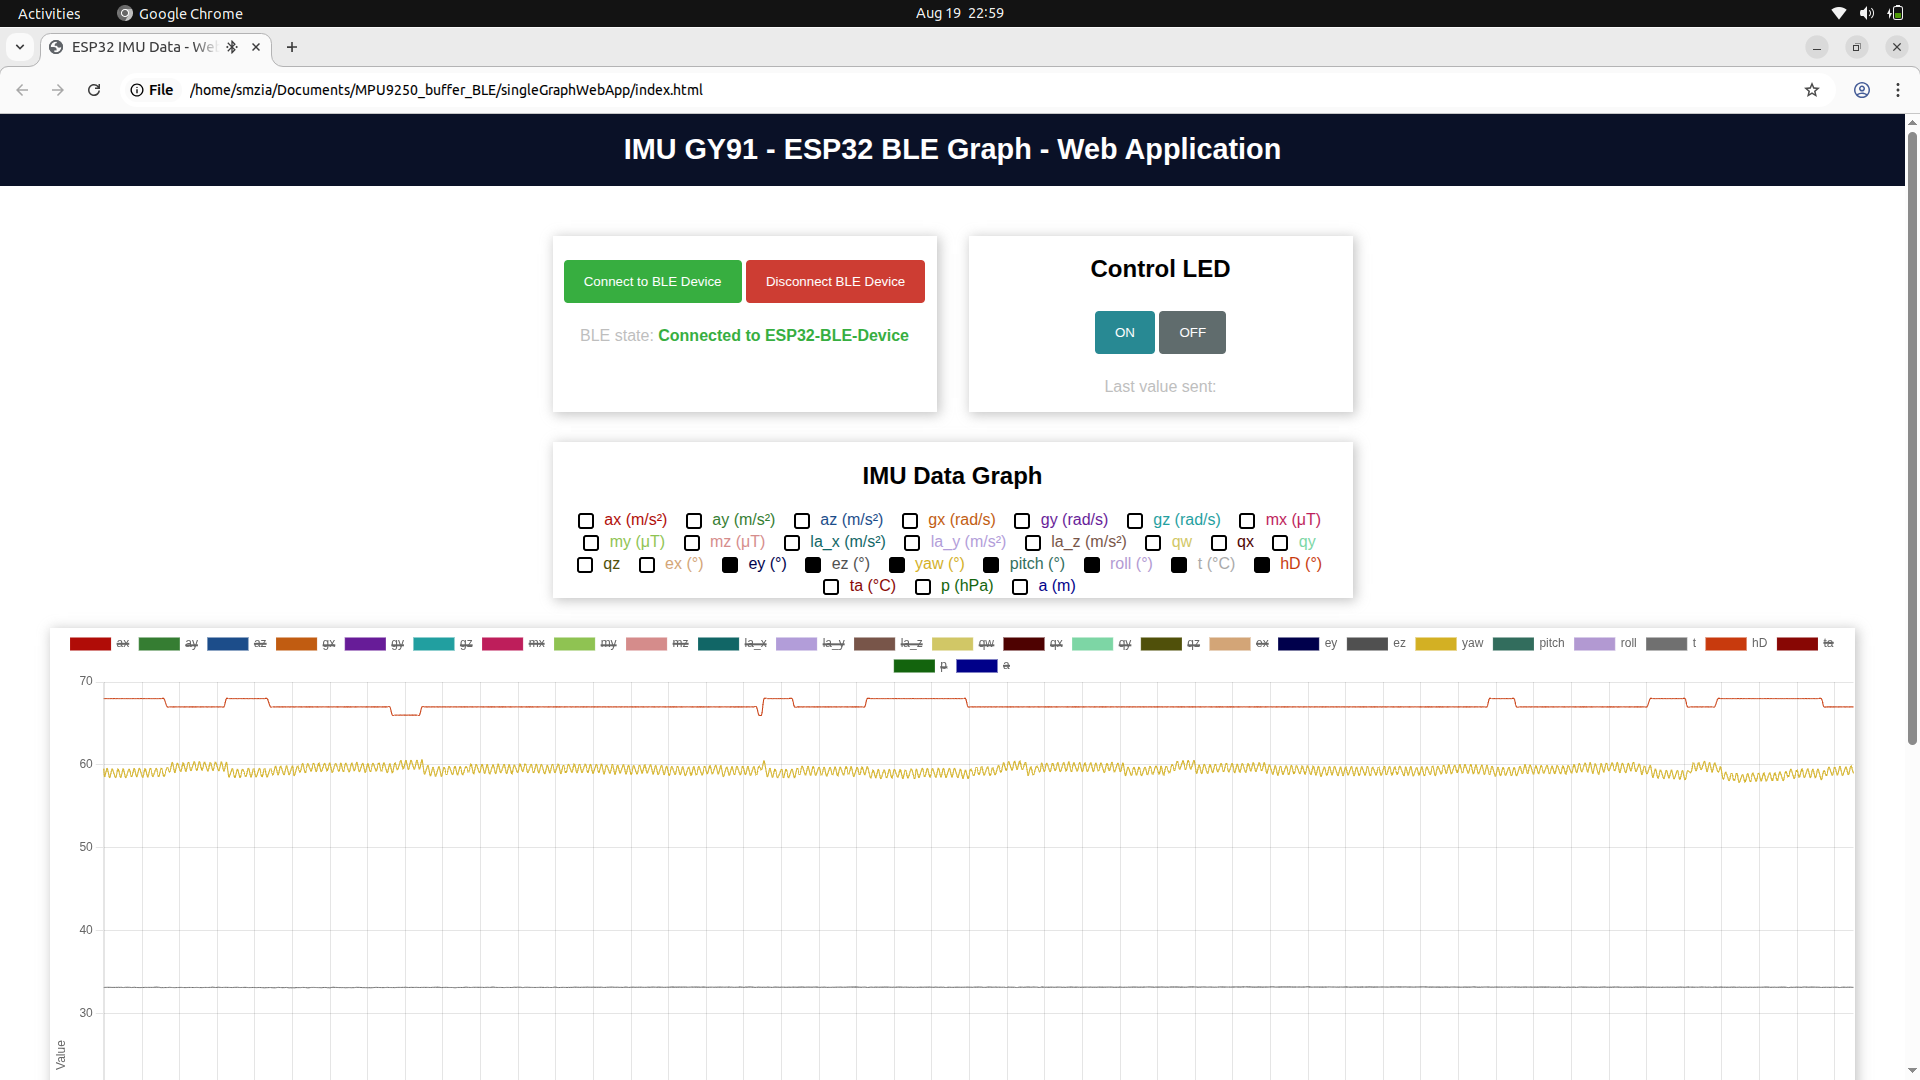 Activities Google Chrome Aug 19 22:59
ESP32 IMU Data - We
File /home/smzia/Documents/MPU9250_buffer_BLE/singleGraphWebApp/index.html
IMU GY91 - ESP32 BLE Graph - Web Application
Connect to BLE Device Disconnect BLE Device
BLE state: Connected to ESP32-BLE-Device
Control LED
ON OFF
Last value sent:
IMU Data Graph
ax (m/s²) ay (m/s²) az (m/s²) gx (rad/s) gy (rad/s) gz (rad/s) mx (μT)
my (μT) mz (μT) la_x (m/s²) la_y (m/s²) la_z (m/s²) qw qx qy
qz ex (°) ey (°) ez (°) yaw (°) pitch (°) roll (°) t (°C) hD (°)
ta (°C) p (hPa) a (m)
ax ay az gx gy gz mx my mz la_x la_y la_z qw qx qy qz ex ey ez yaw pitch roll t hD ta
p a
70
60
50
40
30
Value